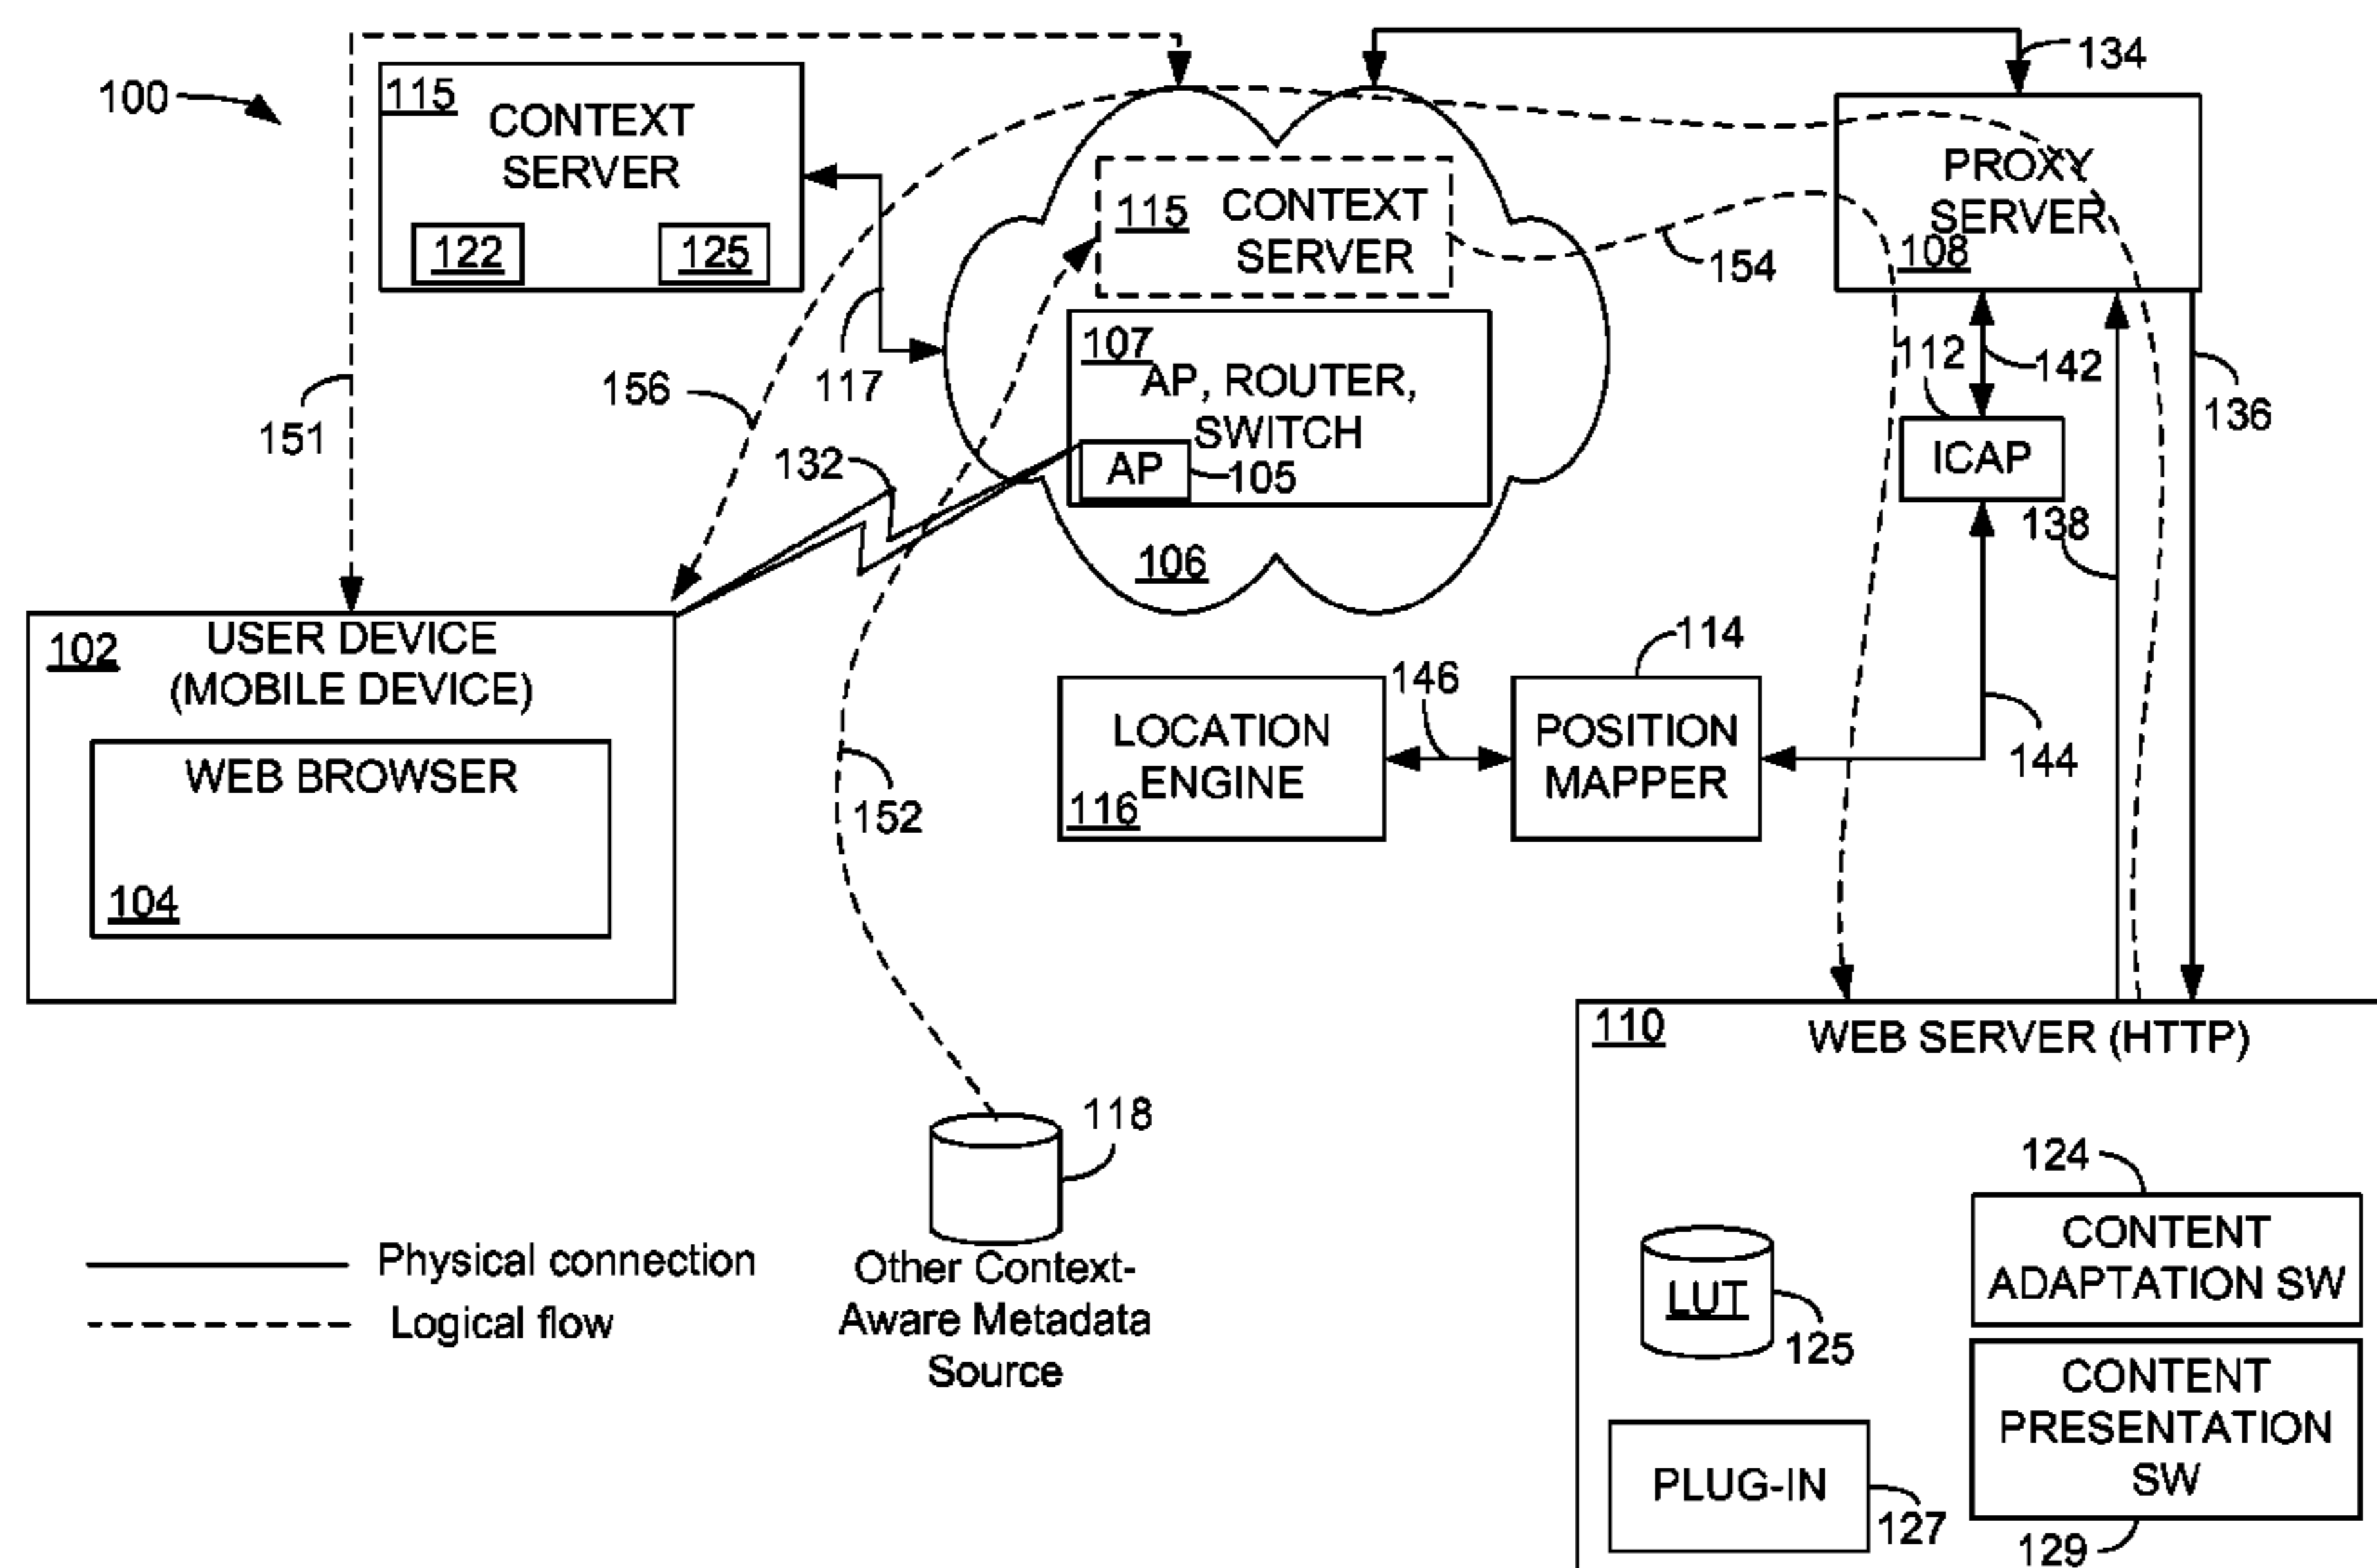 100
134
115
CONTEXT
SERVER
122
125
117
115
CONTEXT
SERVER
154
PROXY
SERVER
108
107
AP, ROUTER,
SWITCH
AP
105
106
112
142
136
ICAP
138
151
156
132
102
USER DEVICE
(MOBILE DEVICE)
WEB BROWSER
104
152
LOCATION
ENGINE
116
146
114
POSITION
MAPPER
144
110
WEB SERVER (HTTP)
118
Other Context-
Aware Metadata
Source
Physical connection
Logical flow
124
CONTENT
ADAPTATION SW
LUT
125
CONTENT
PRESENTATION
SW
129
PLUG-IN
127